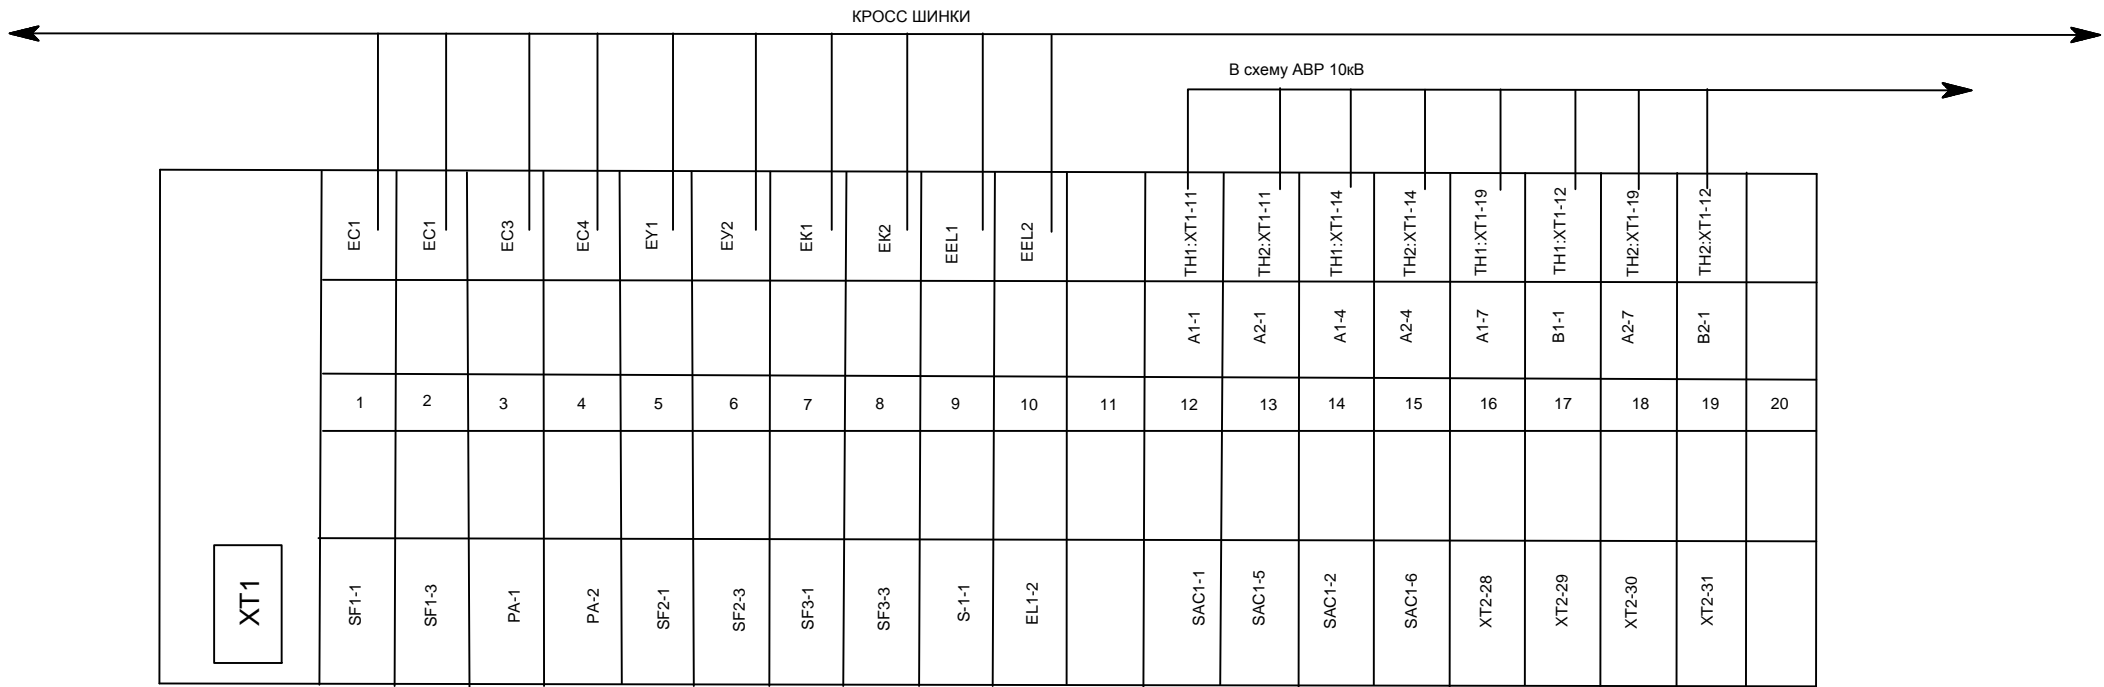 КРОСС ШИНКИ
В схему АВР 10кВ
EC1 EC1 EC3 EC4 EY1 EУ2 EК1 EК2 EEL1 EEL2 TH1:XT1-11 TH2:XT1-11 TH1:XT1-14 TH2:XT1-14 TH1:XT1-19 TH1:XT1-12 TH2:XT1-19 TH2:XT1-12
A1-1 A2-1 A1-4 A2-4 A1-7 B1-1 A2-7 B2-1
1 2 3 4 5 6 7 8 9 10 11 12 13 14 15 16 17 18 19 20
XT1
SF1-1 SF1-3 PA-1 PA-2 SF2-1 SF2-3 SF3-1 SF3-3 S-1-1 EL1-2 SAC1-1 SAC1-5 SAC1-2 SAC1-6 XT2-28 XT2-29 XT2-30 XT2-31